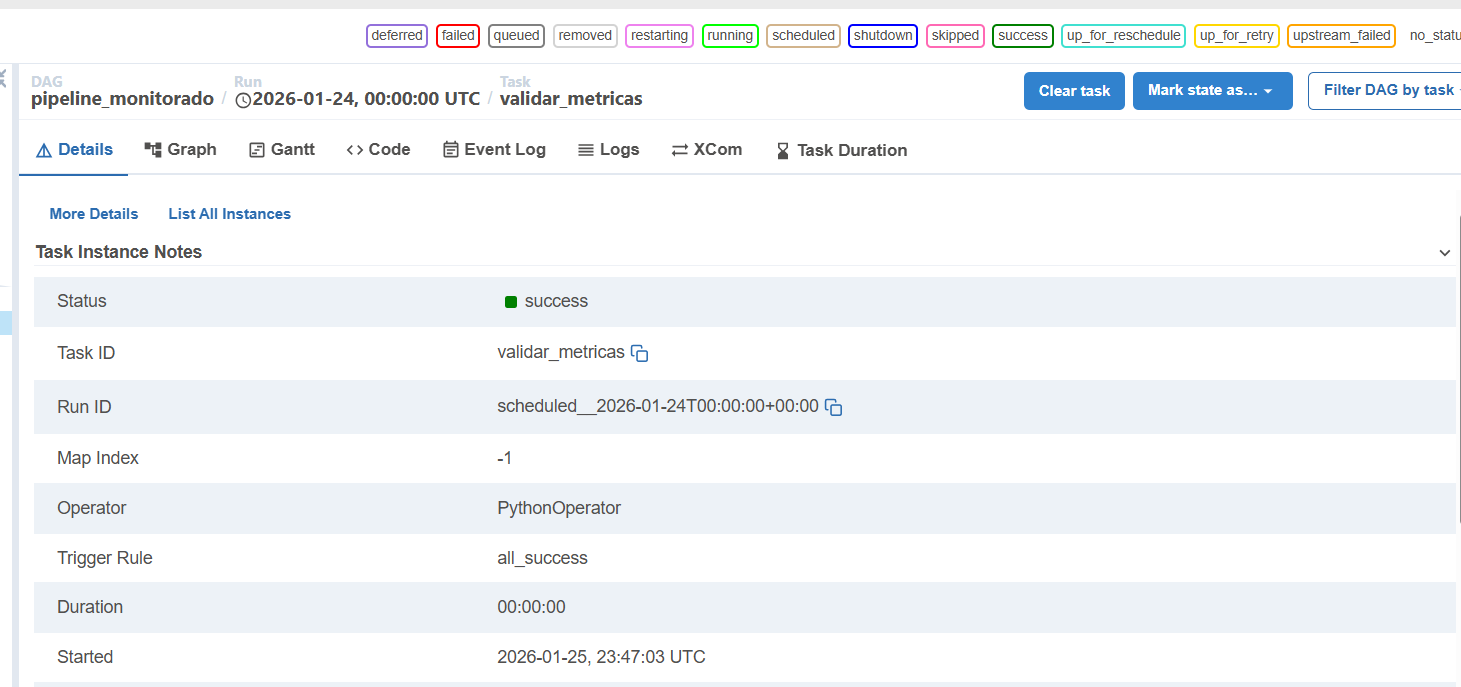 deferred failed queued removed restarting running scheduled shutdown skipped success up_for_reschedule up_for_retry upstream_failed no_statu
DAG Run Task
pipeline_monitorado / 2026-01-24, 00:00:00 UTC / validar_metricas
Clear task Mark state as... Filter DAG by task
Details Graph Gantt Code Event Log Logs XCom Task Duration
More Details List All Instances
Task Instance Notes
Status success
Task ID validar_metricas
Run ID scheduled__2026-01-24T00:00:00+00:00
Map Index -1
Operator PythonOperator
Trigger Rule all_success
Duration 00:00:00
Started 2026-01-25, 23:47:03 UTC